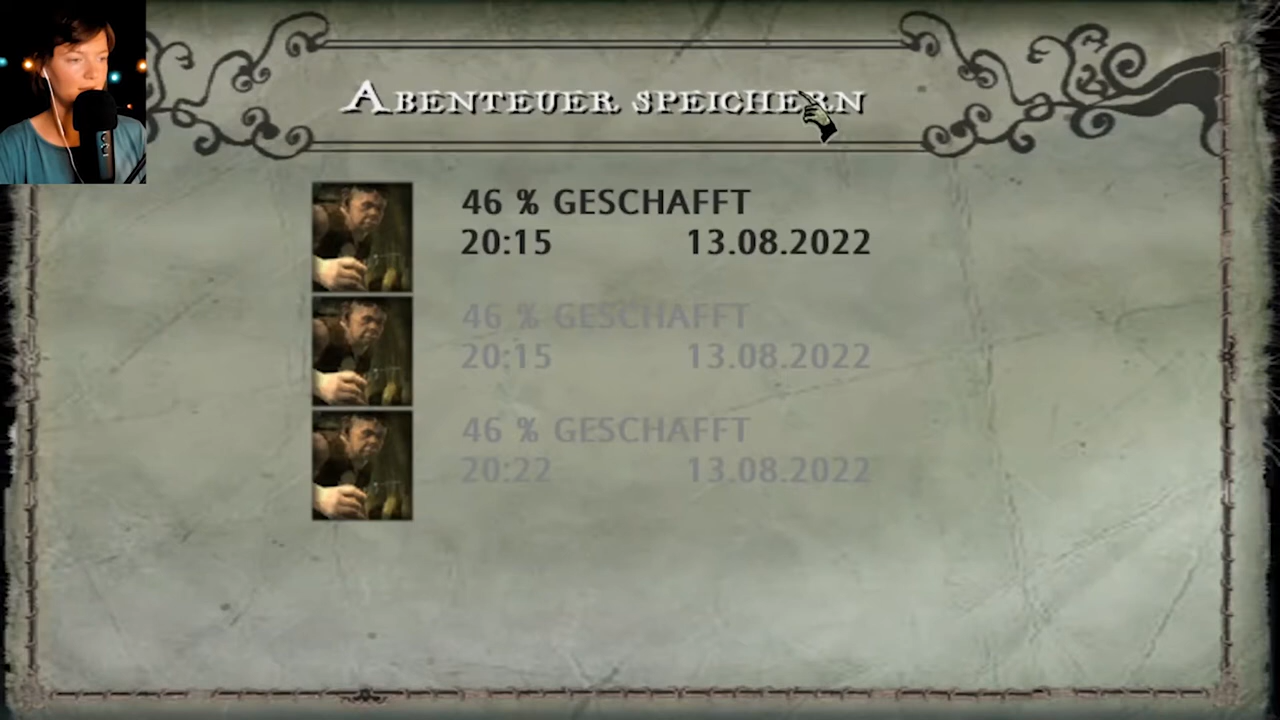 ABENTEUER SPEICHERN
46 % GESCHAFFT
20:15 13.08.2022
46 % GESCHAFFT
20:15 13.08.2022
46 % GESCHAFFT
20:22 13.08.2022